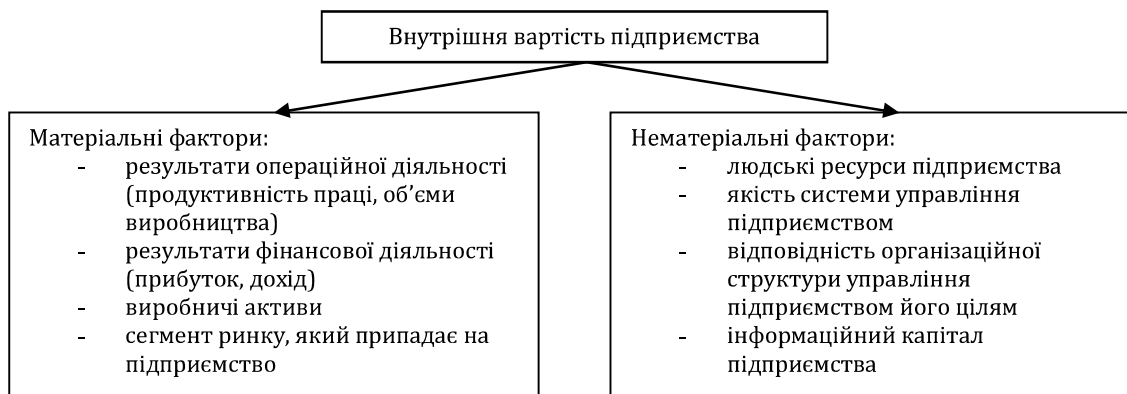 Внутрішня вартість підприємства
Матеріальні фактори:
- результати операційної діяльності
(продуктивність праці, об’єми
виробництва)
- результати фінансової діяльності
(прибуток, дохід)
- виробничі активи
- сегмент ринку, який припадає на
підприємство
Нематеріальні фактори:
- людські ресурси підприємства
- якість системи управління
підприємством
- відповідність організаційної
структури управління
підприємством його цілям
- інформаційний капітал
підприємства